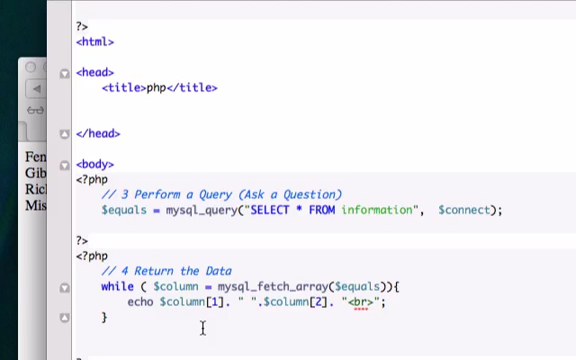 ?>
<html>
<head>
<title>php</title>
</head>
<body>
<?php
// 3 Perform a Query (Ask a Question)
$equals = mysql_query("SELECT * FROM information", $connect);
?>
<?php
// 4 Return the Data
while ( $column = mysql_fetch_array($equals)){
echo $column[1]. " ".$column[2]. "<br>";
}
Fen
Gib
Ric
Mis